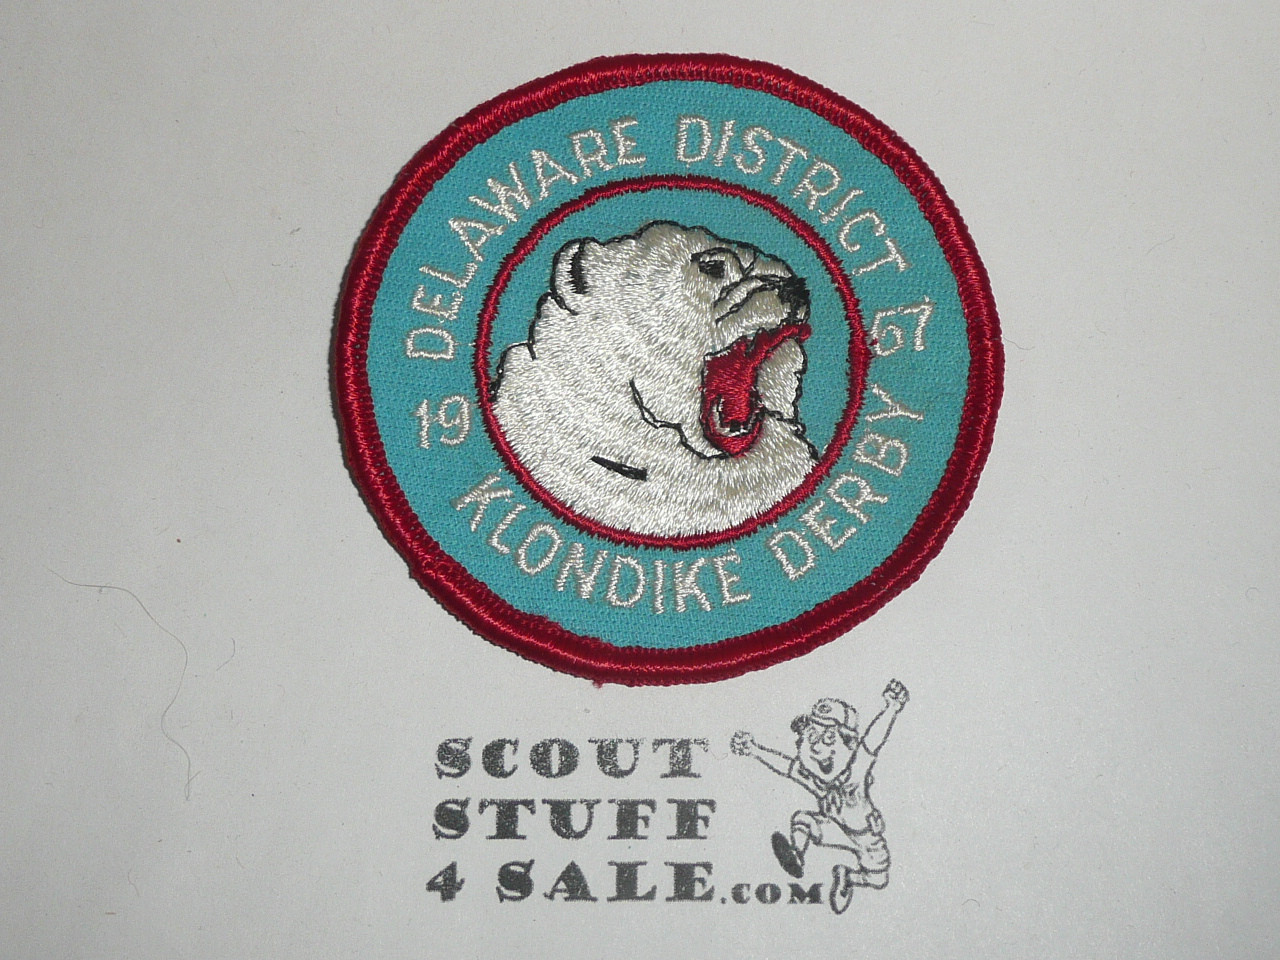 DELAWARE DISTRICT
19 67
KLONDIKE DERBY
SCOUT
STUFF
4 SALE.COM